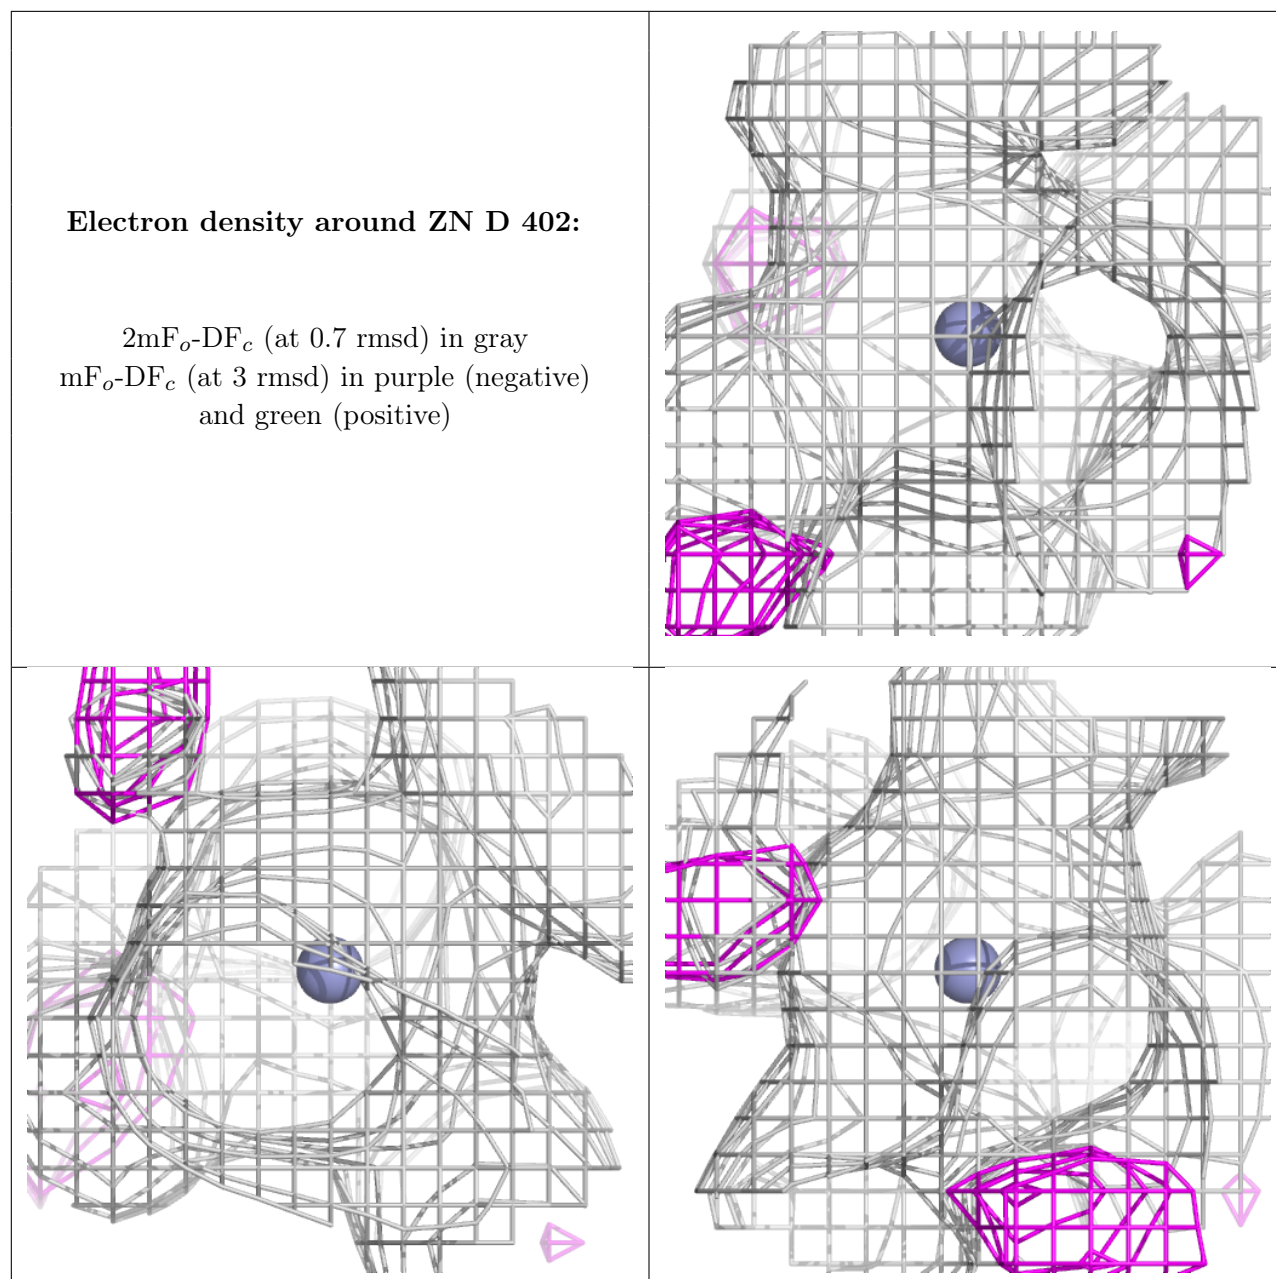 Electron density around ZN D 402:
2mFo-DFc (at 0.7 rmsd) in gray
mFo-DFc (at 3 rmsd) in purple (negative)
and green (positive)